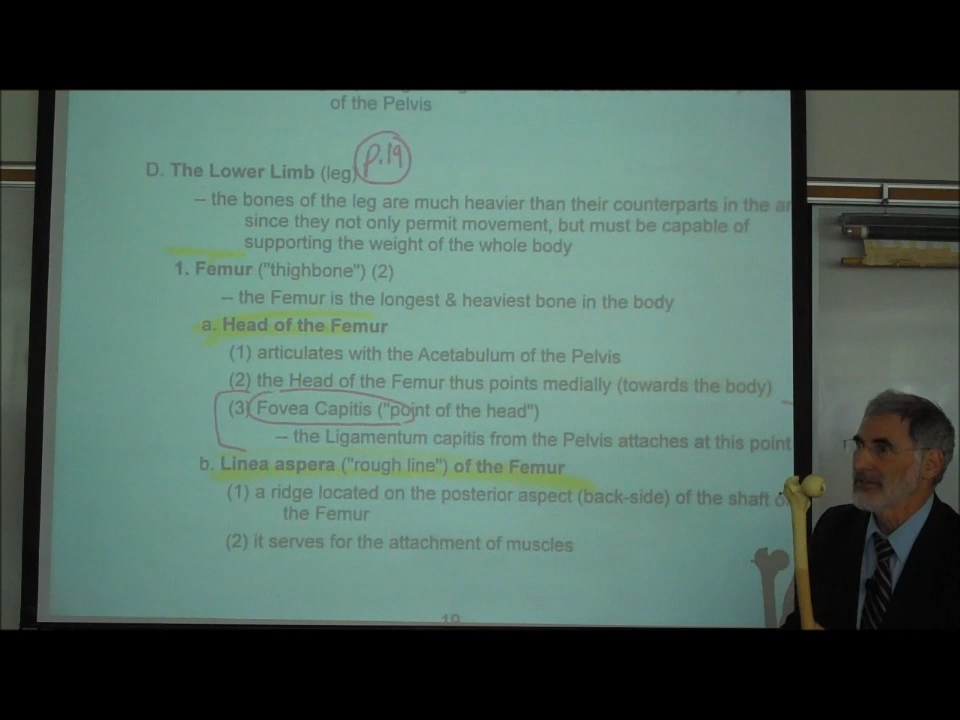 of the Pelvis
D. The Lower Limb (leg) p.19
– the bones of the leg are much heavier than their counterparts in the
since they not only permit movement, but must be capable of
supporting the weight of the whole body
1. Femur ("thighbone") (2)
– the Femur is the longest & heaviest bone in the body
a. Head of the Femur
(1) articulates with the Acetabulum of the Pelvis
(2) the Head of the Femur thus points medially (towards the body)
(3) Fovea Capitis ("point of the head")
– the Ligamentum capitis from the Pelvis attaches at this point
b. Linea aspera ("rough line") of the Femur
(1) a ridge located on the posterior aspect (back-side) of the shaft
the Femur
(2) it serves for the attachment of muscles
19